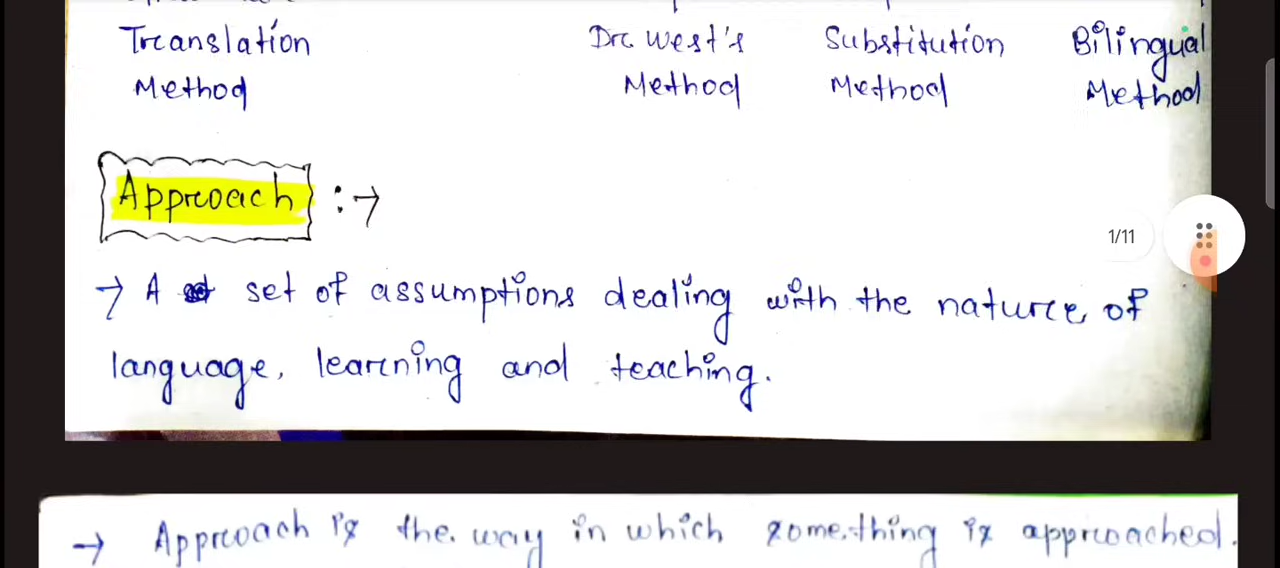 Translation Dr. West's Substitution Bilingual
Method Method Method Method
Approach :→
1/11
→ A set of assumptions dealing with the nature of
language, learning and teaching.
→ Approach is the way in which something is approached.